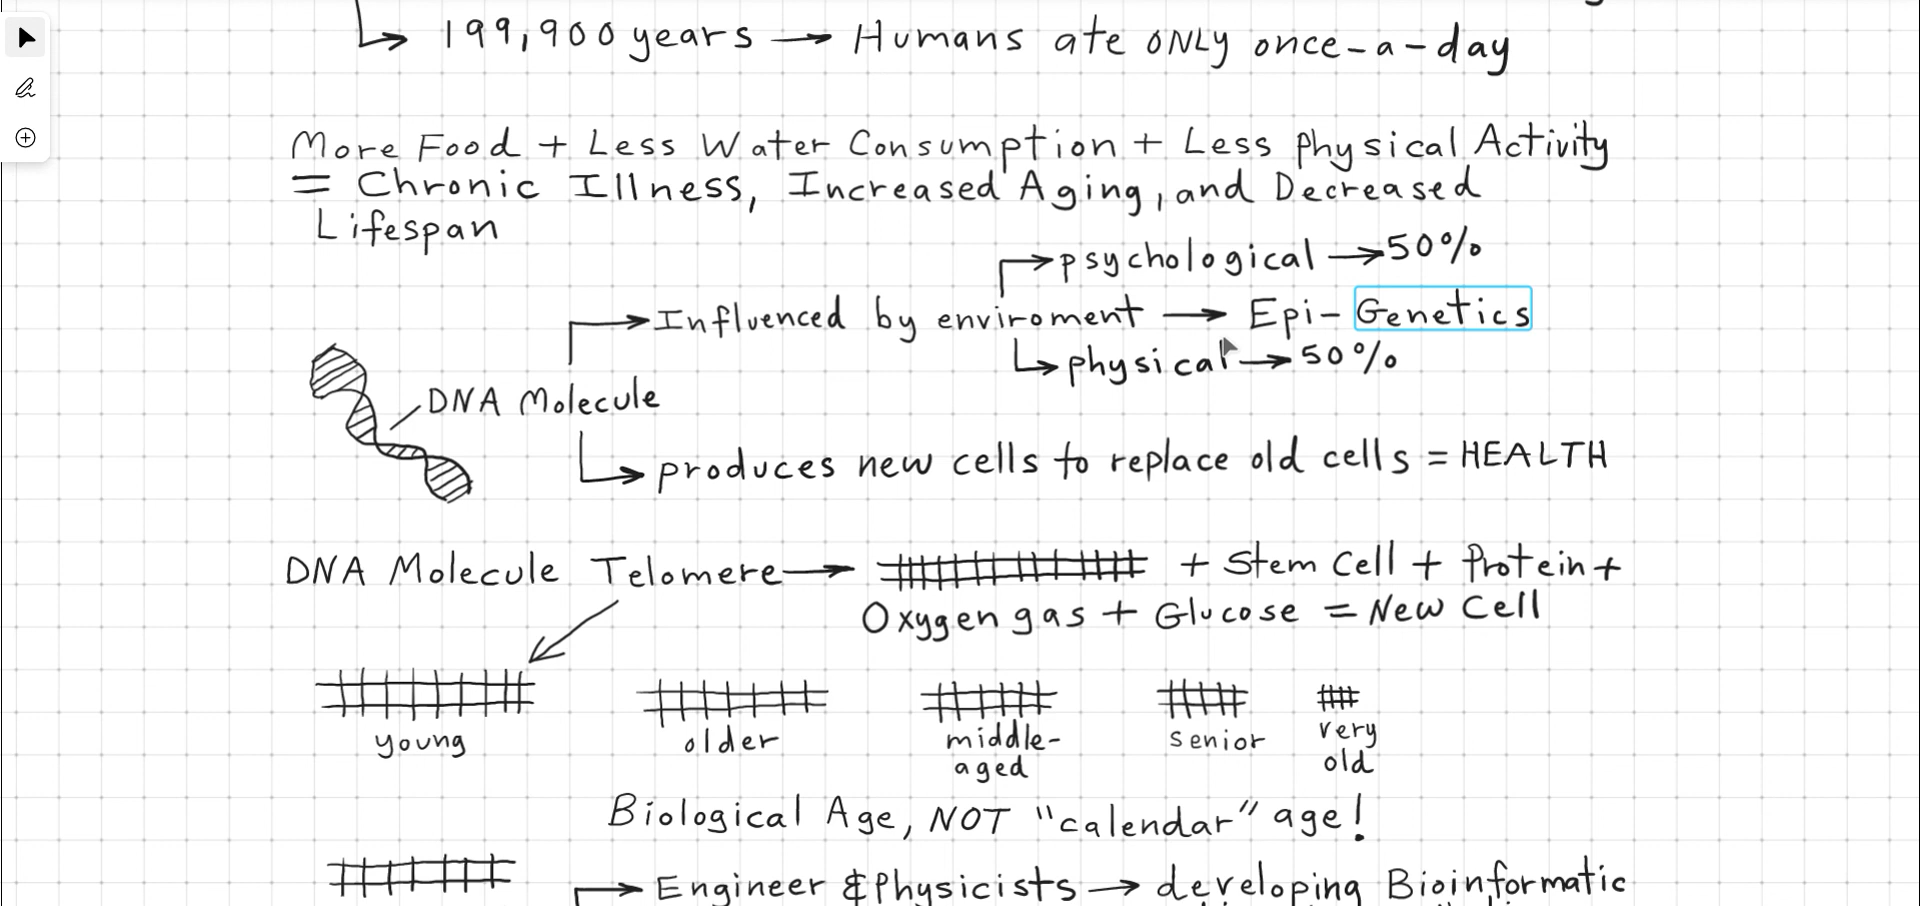 199,900 years → Humans ate ONLY once-a-day
More Food + Less Water Consumption + Less Physical Activity
= Chronic Illness, Increased Aging, and Decreased
Lifespan
psychological → 50%
Influenced by enviroment → Epi-Genetics
physical → 50%
DNA Molecule
produces new cells to replace old cells = HEALTH
DNA Molecule Telomere → + Stem Cell + Protein +
Oxygen gas + Glucose = New Cell
young
older
middle-
aged
senior
very
old
Biological Age, NOT "calendar" age!
Engineer & Physicists → developing Bioinformatic